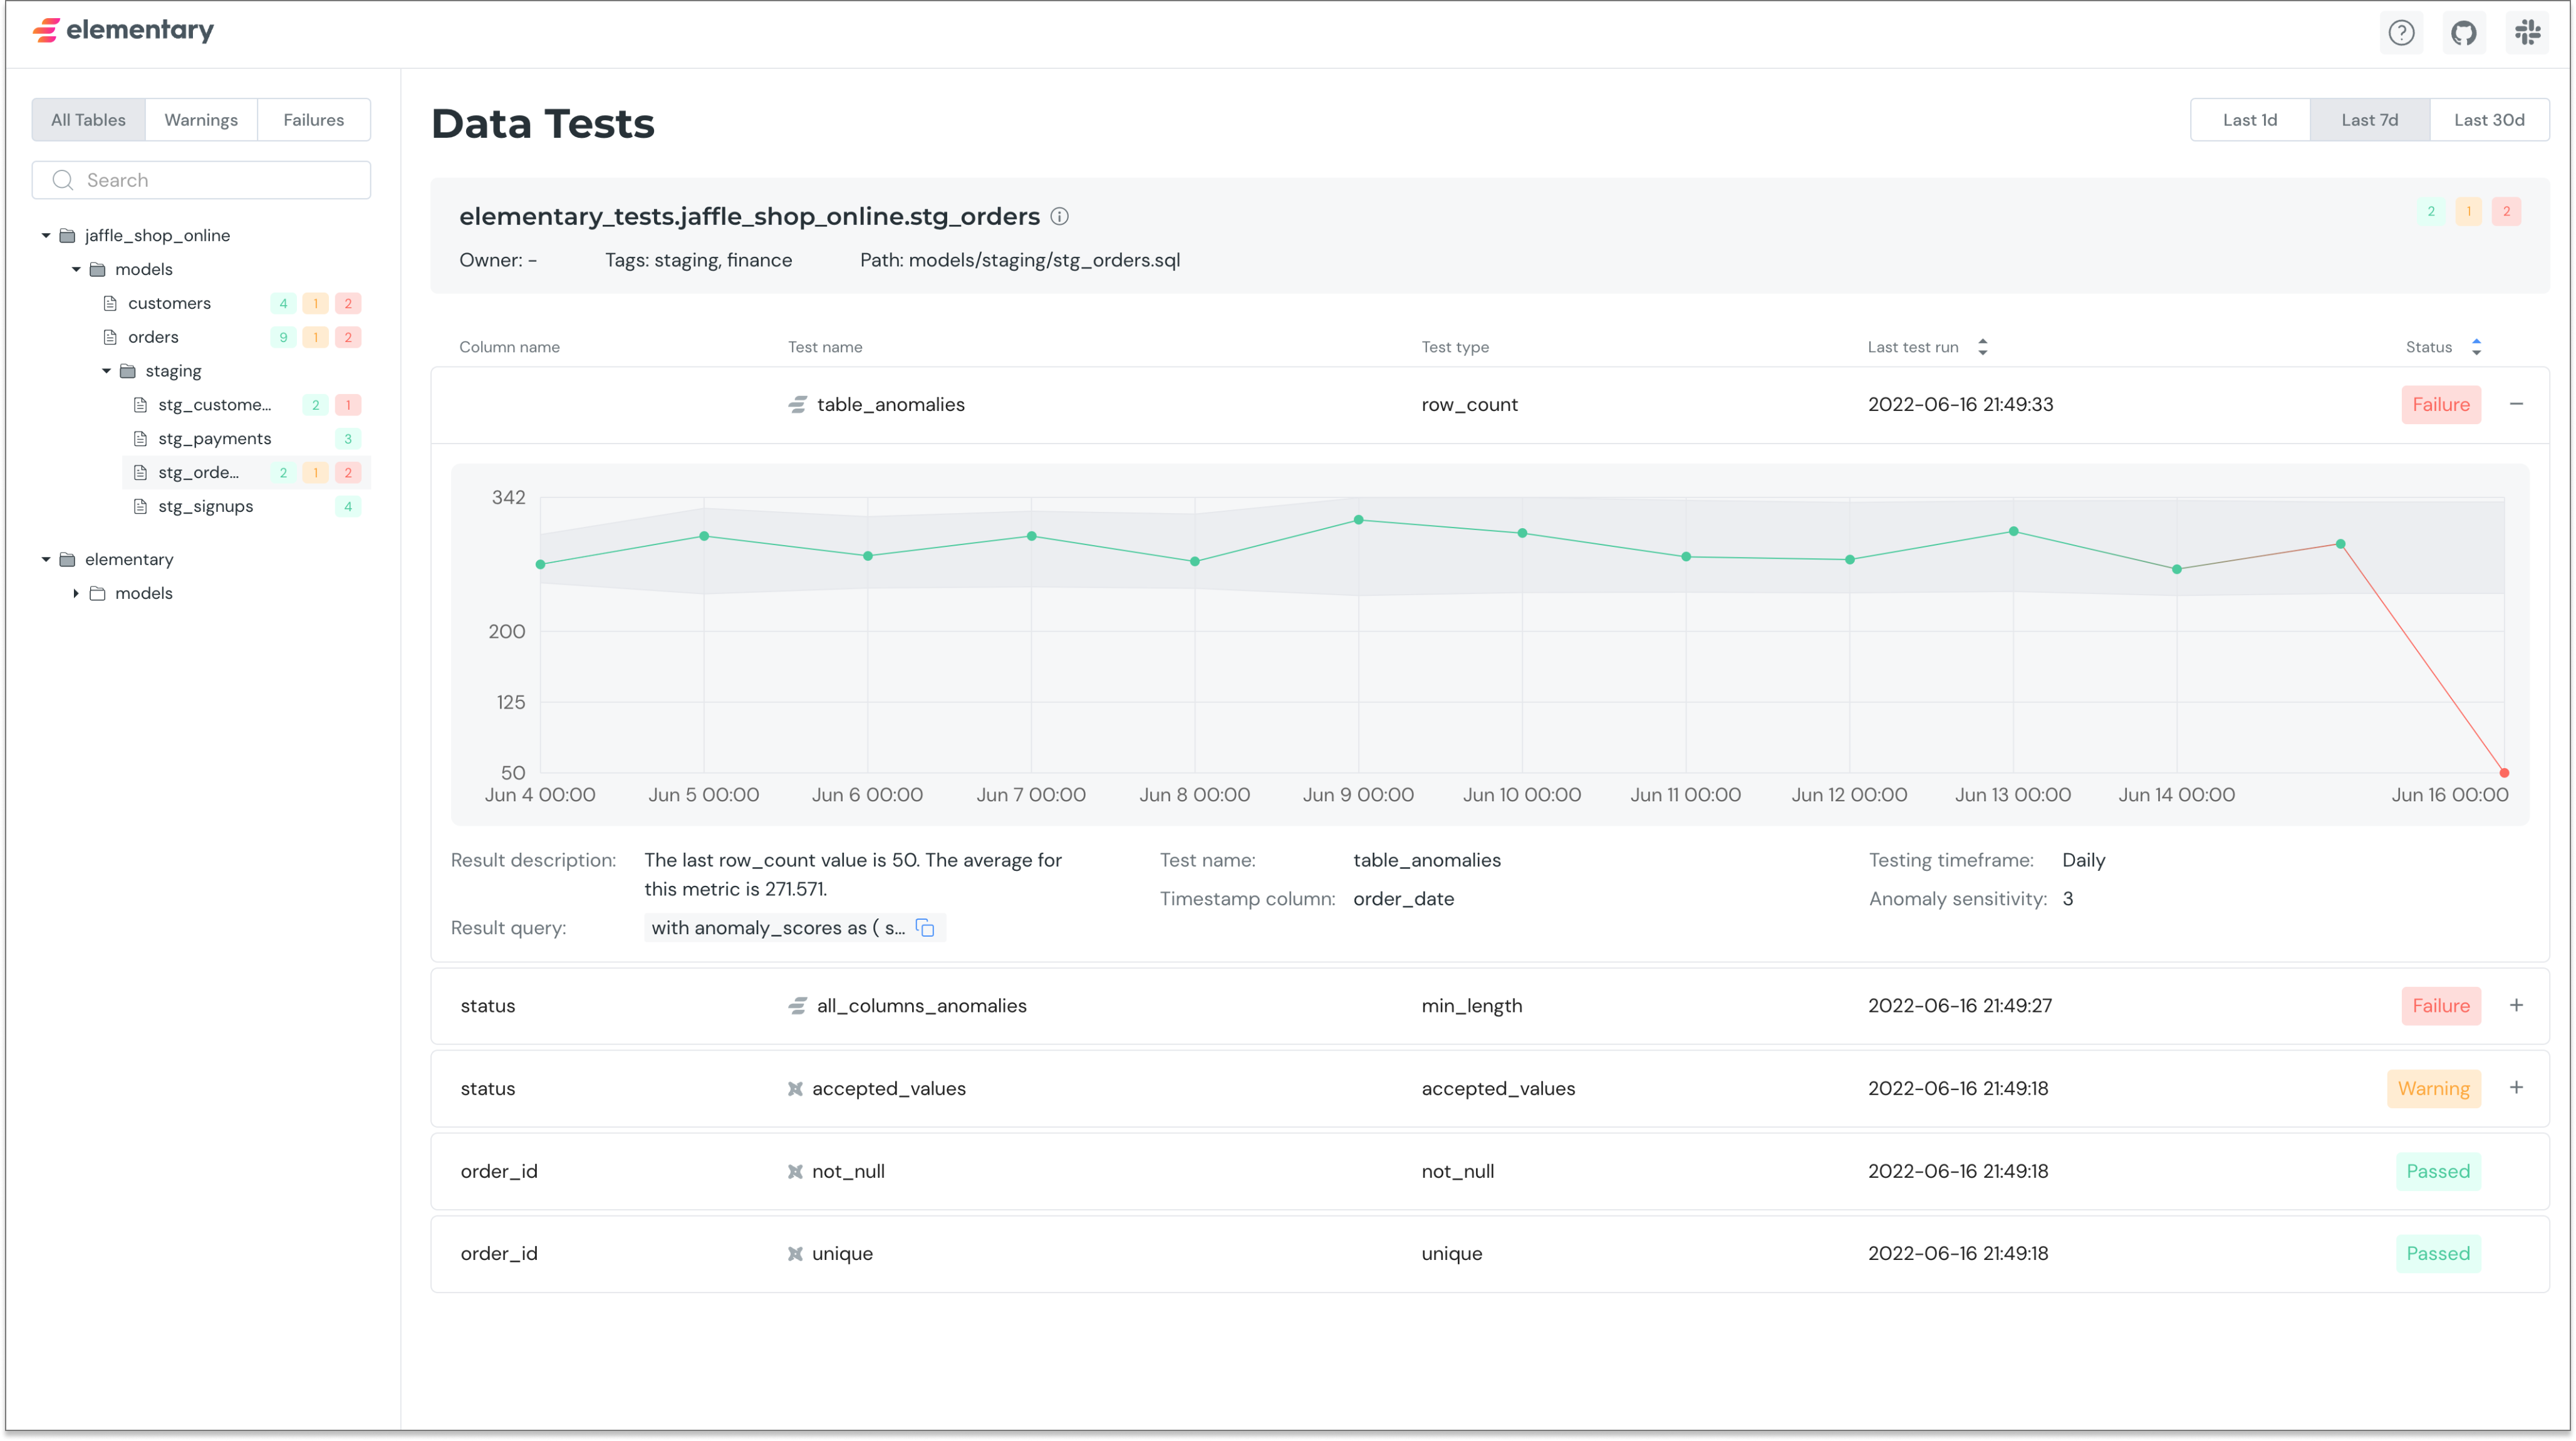 elementary
All Tables Warnings Failures
Search
jaffle_shop_online
models
customers 4 1 2
orders 9 1 2
staging
stg_custome... 2 1
stg_payments 3
stg_orde... 2 1 2
stg_signups 4
elementary
models
Data Tests
Last 1d Last 7d Last 30d
elementary_tests.jaffle_shop_online.stg_orders
2 1 2
Owner: - Tags: staging, finance Path: models/staging/stg_orders.sql
Column name Test name Test type Last test run Status
table_anomalies row_count 2022-06-16 21:49:33 Failure
342
200
125
50
Jun 4 00:00 Jun 5 00:00 Jun 6 00:00 Jun 7 00:00 Jun 8 00:00 Jun 9 00:00 Jun 10 00:00 Jun 11 00:00 Jun 12 00:00 Jun 13 00:00 Jun 14 00:00 Jun 16 00:00
Result description: The last row_count value is 50. The average for
this metric is 271.571.
Result query: with anomaly_scores as ( s...
Test name: table_anomalies
Timestamp column: order_date
Testing timeframe: Daily
Anomaly sensitivity: 3
status all_columns_anomalies min_length 2022-06-16 21:49:27 Failure
status accepted_values accepted_values 2022-06-16 21:49:18 Warning
order_id not_null not_null 2022-06-16 21:49:18 Passed
order_id unique unique 2022-06-16 21:49:18 Passed